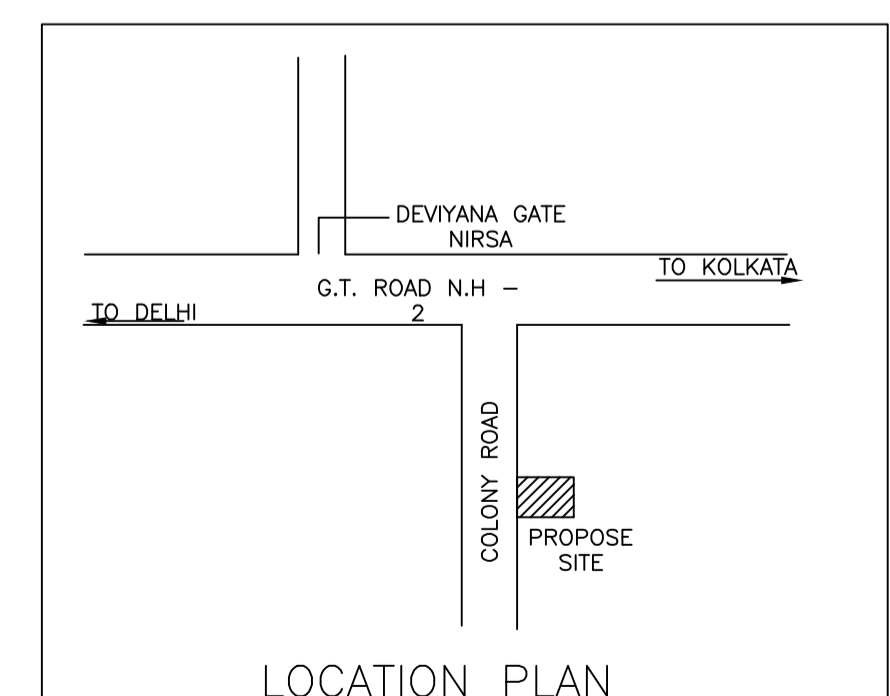 DEVIYANA GATE
NIRSA
TO KOLKATA
G.T. ROAD N.H -
2
TO DELHI
COLONY ROAD
PROPOSE
SITE
LOCATION PLAN